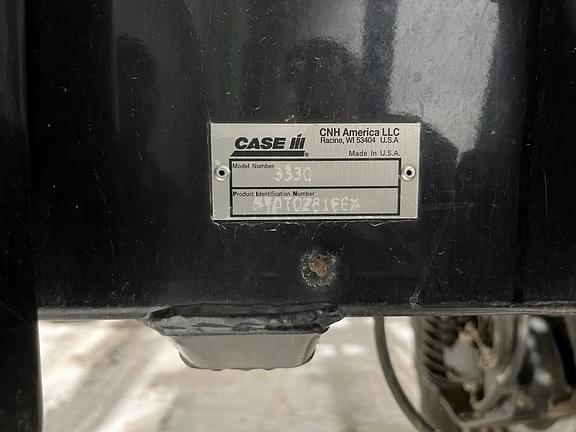 CASE IH
CNH America LLC
Racine, WI 53404 U.S.A
Made In U.S.A.
Model Number
3330
Product Identification Number